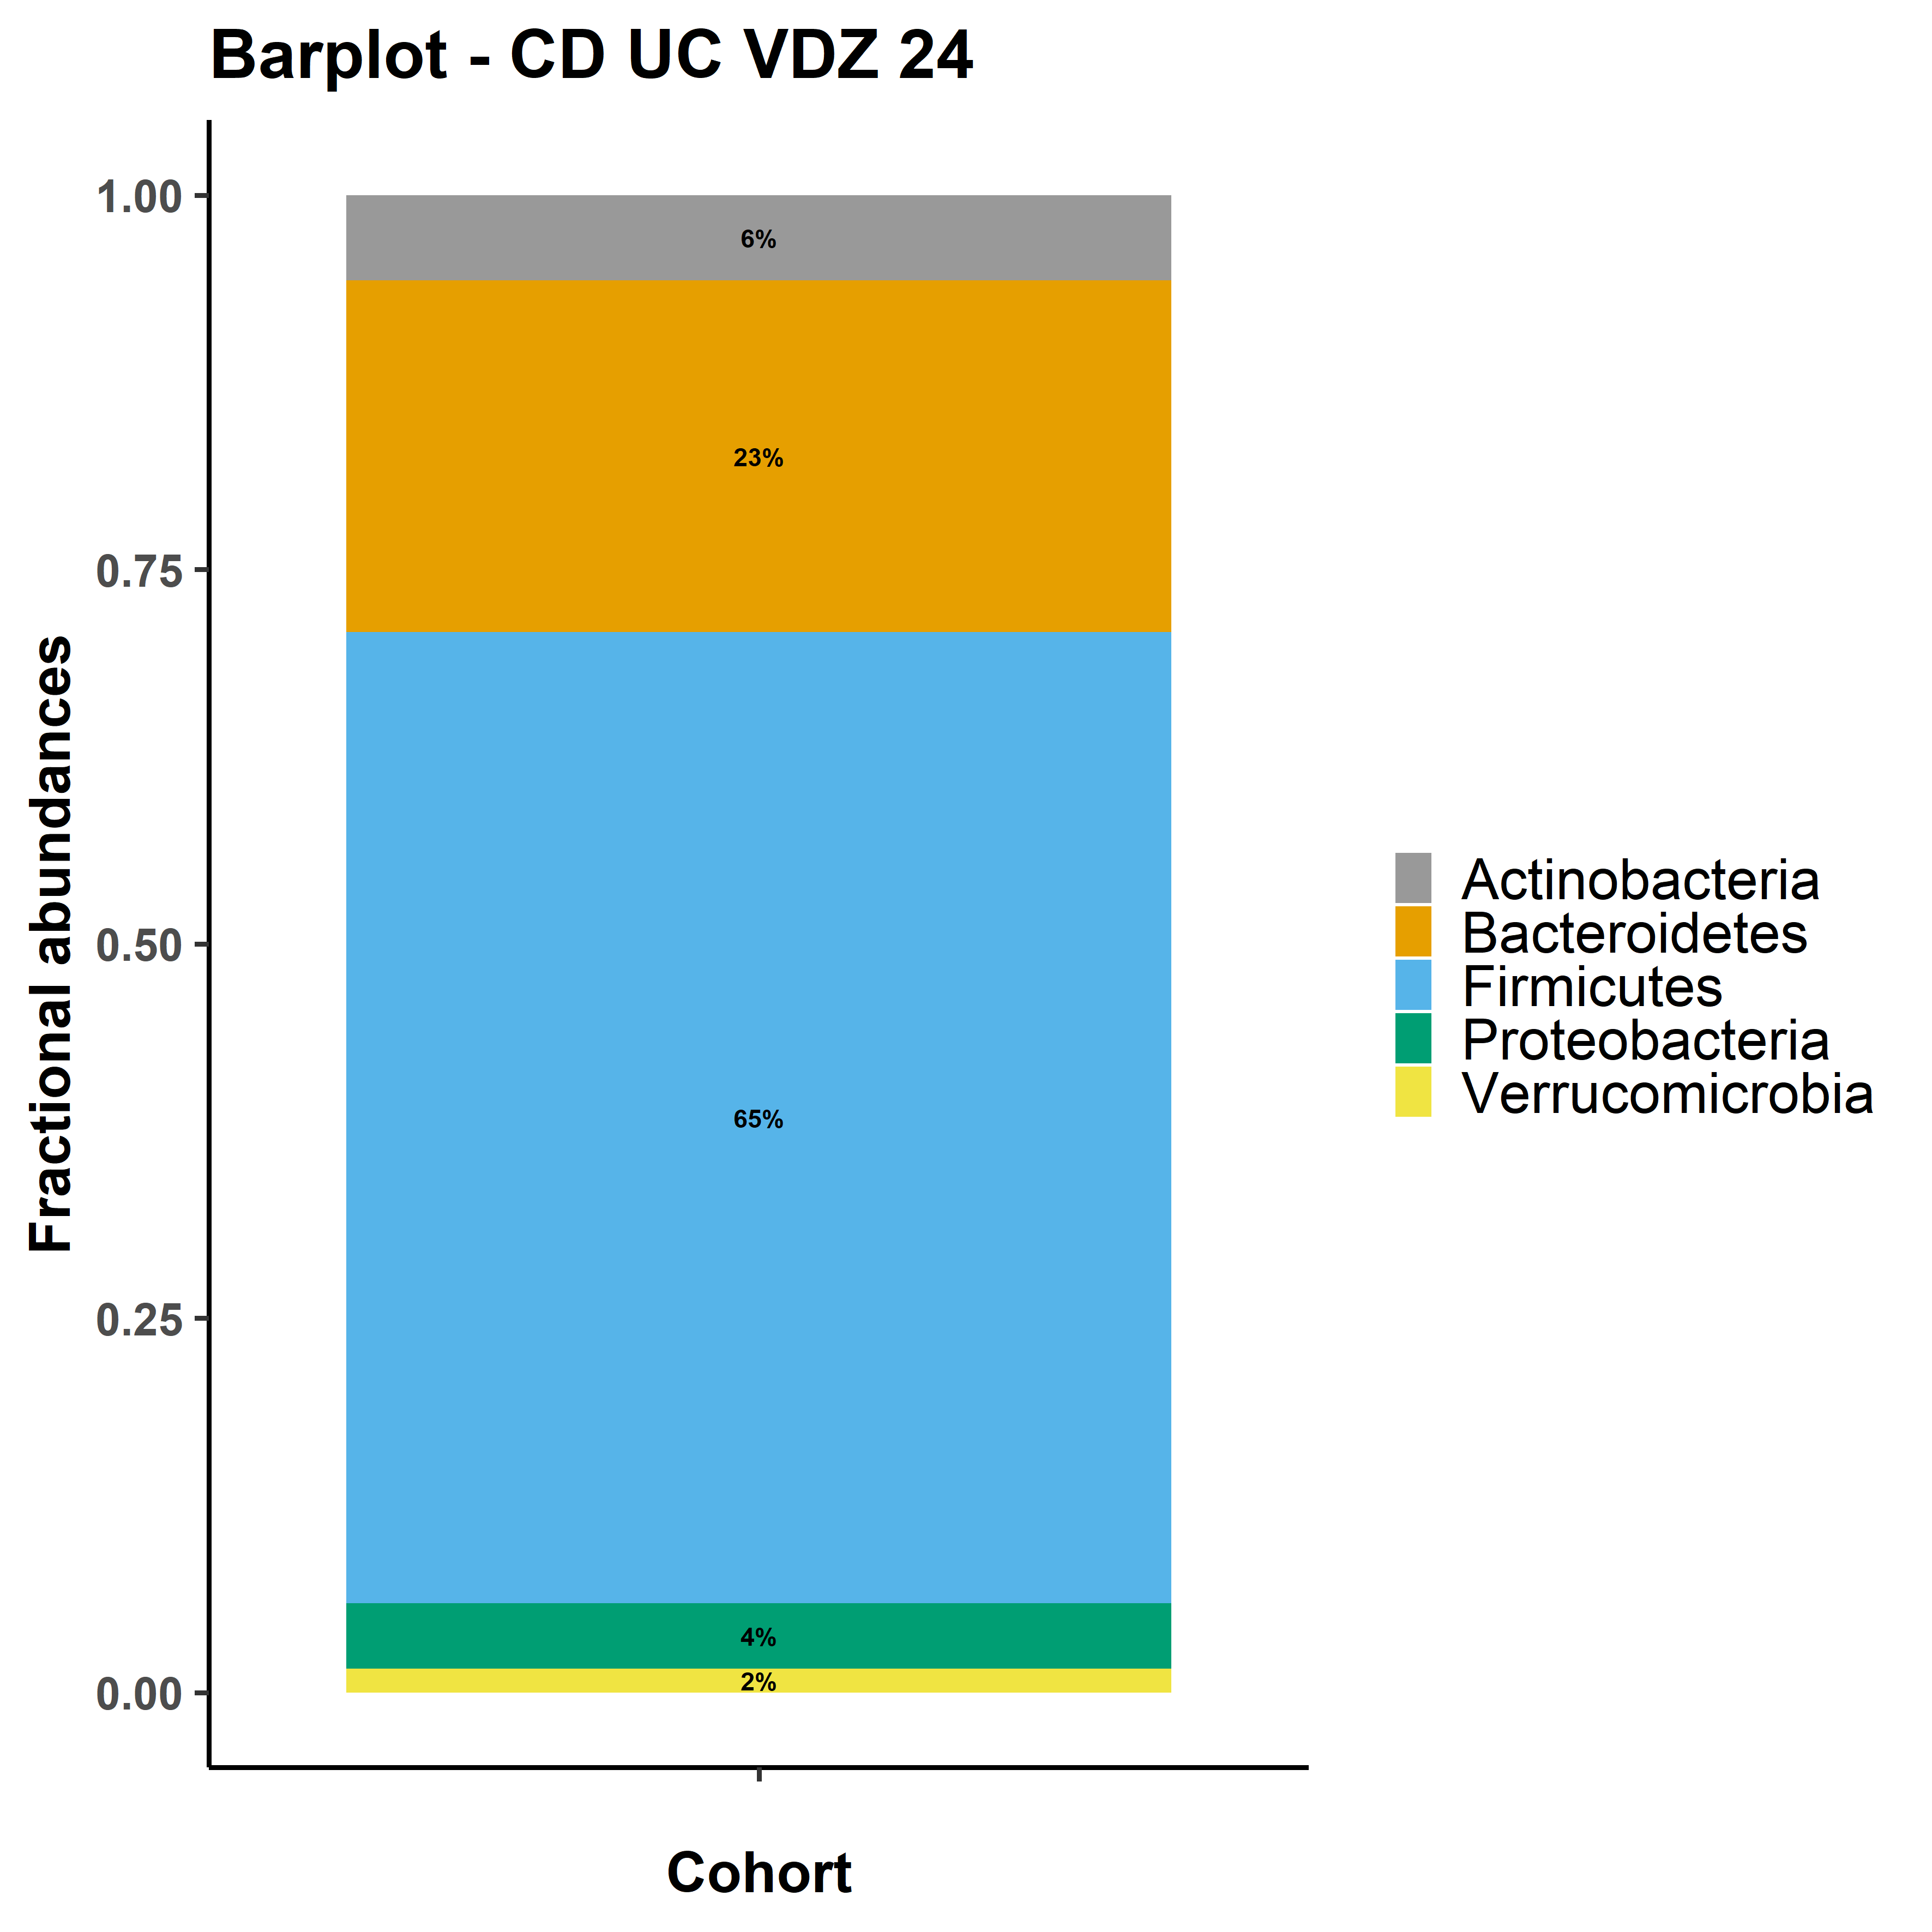 Barplot - CD UC VDZ 24
Fractional abundances
1.00
0.75
0.50
0.25
0.00
6%
23%
65%
4%
2%
Cohort
Actinobacteria
Bacteroidetes
Firmicutes
Proteobacteria
Verrucomicrobia